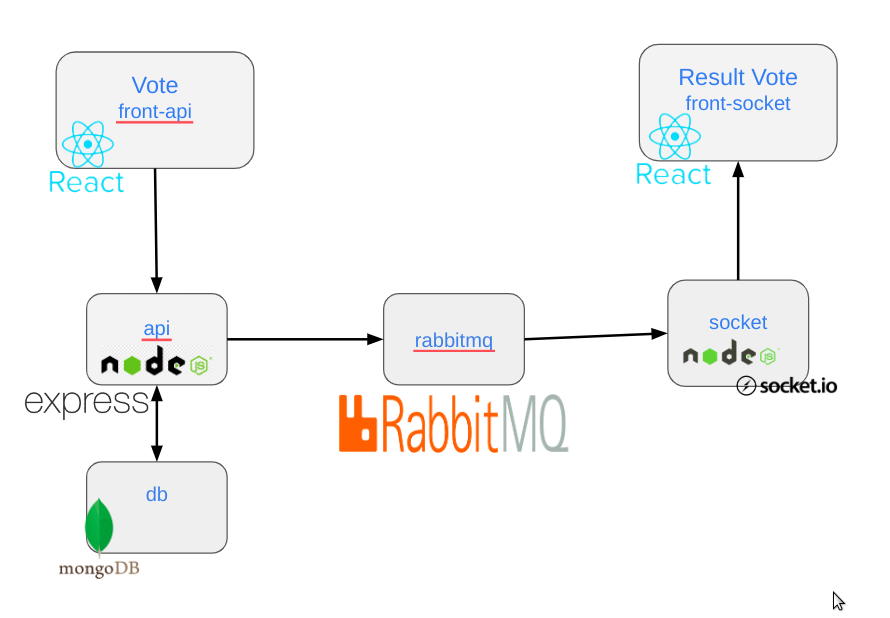 Vote
front-api
React
Result Vote
front-socket
React
api
node
JS
express
rabbitmq
RabbitMQ
socket
node
JS
socket.io
db
mongoDB